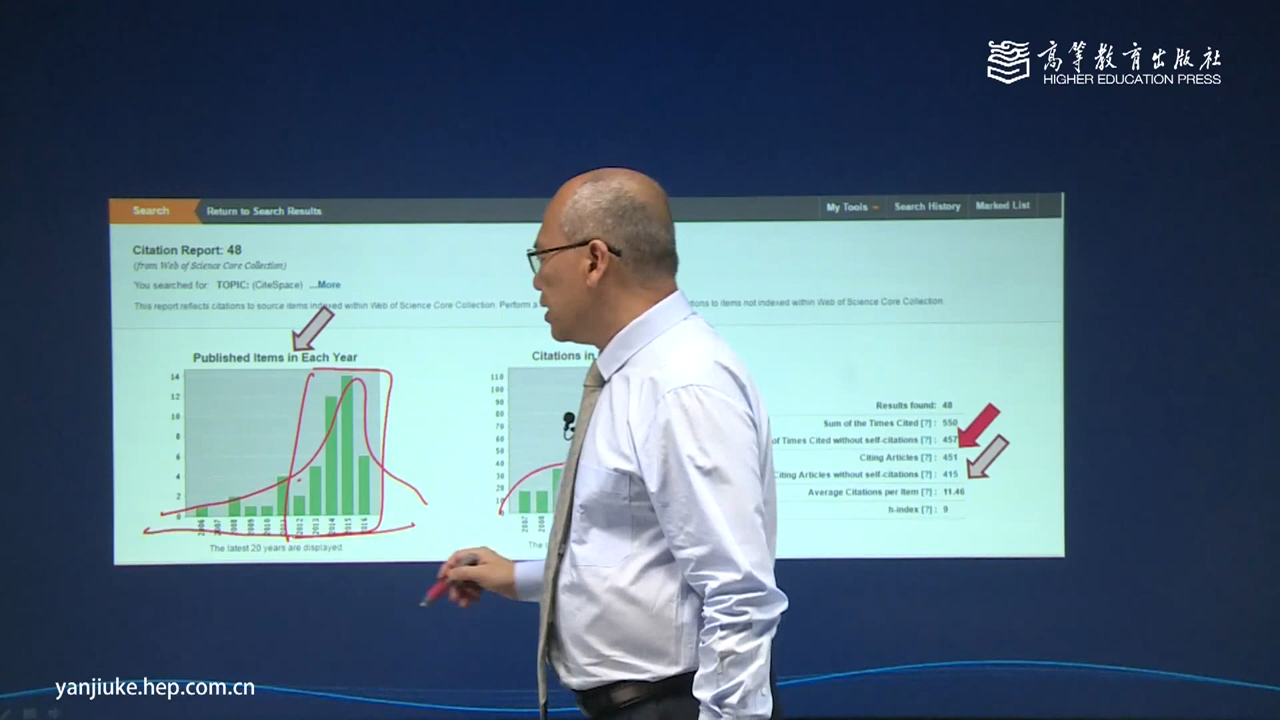 高等教育出版社
HIGHER EDUCATION PRESS
Search
Return to Search Results
My Tools
Search History
Marked List
Citation Report: 48
(from Web of Science Core Collection)
You searched for: TOPIC: (CiteSpace) ...More
This report reflects citations to source items indexed within Web of Science Core Collection. Perform a
tions to items not indexed within Web of Science Core Collection.
Published Items in Each Year
14
12
10
8
6
4
2
0
2006
2007
2008
2009
2010
2012
2013
2014
2015
2016
The latest 20 years are displayed.
Citations in
110
100
90
80
70
60
50
40
30
20
10
2007
2008
The
Results found: 48
Sum of the Times Cited [?] : 550
of Times Cited without self-citations [?] : 457
Citing Articles [?] : 451
Citing Articles without self-citations [?] : 415
Average Citations per Item [?] : 11.46
h-index [?] : 9
yanjiuke.hep.com.cn